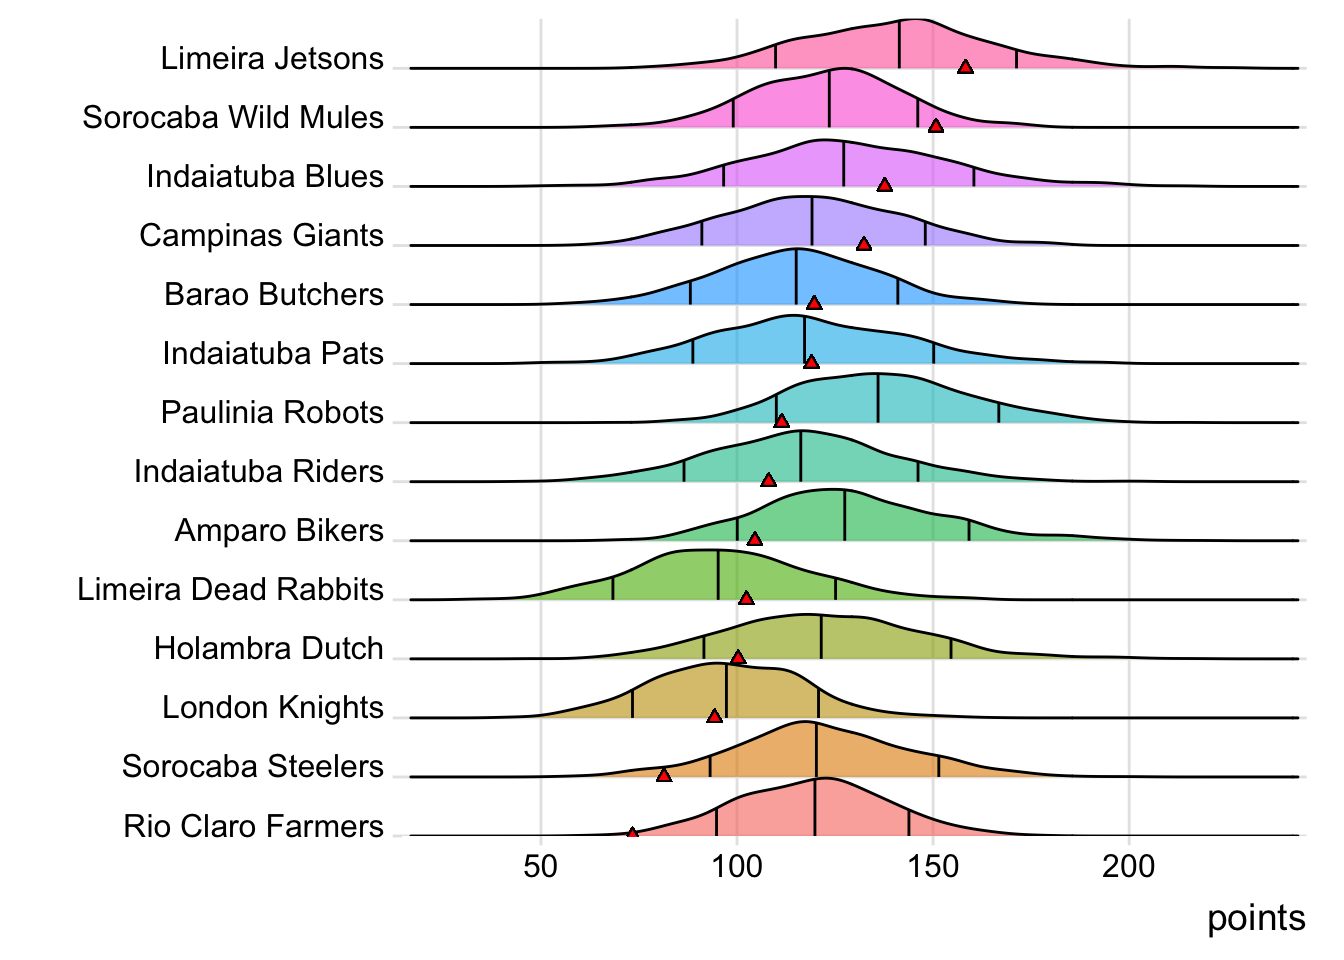 Limeira Jetsons
Sorocaba Wild Mules
Indaiatuba Blues
Campinas Giants
Barao Butchers
Indaiatuba Pats
Paulinia Robots
Indaiatuba Riders
Amparo Bikers
Limeira Dead Rabbits
Holambra Dutch
London Knights
Sorocaba Steelers
Rio Claro Farmers
50 100 150 200
points